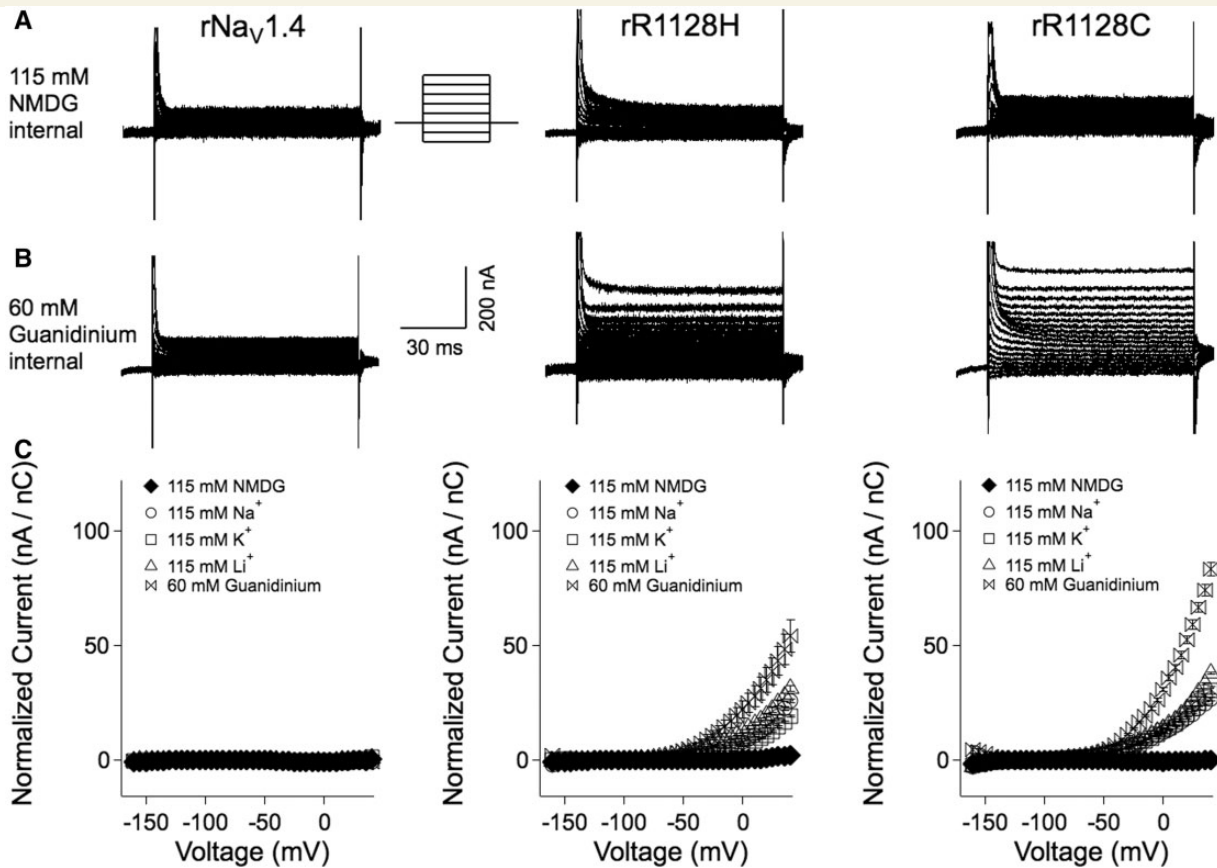 A
rNaV1.4
rR1128H
rR1128C
115 mM
NMDG
internal
B
60 mM
Guanidinium
internal
200 nA
30 ms
C
Normalized Current (nA / nC)
115 mM NMDG
115 mM Na+
115 mM K+
115 mM Li+
60 mM Guanidinium
100
50
0
-150
-100
-50
0
Voltage (mV)
Normalized Current (nA / nC)
115 mM NMDG
115 mM Na+
115 mM K+
115 mM Li+
60 mM Guanidinium
100
50
0
-150
-100
-50
0
Voltage (mV)
Normalized Current (nA / nC)
115 mM NMDG
115 mM Na+
115 mM K+
115 mM Li+
60 mM Guanidinium
100
50
0
-150
-100
-50
0
Voltage (mV)